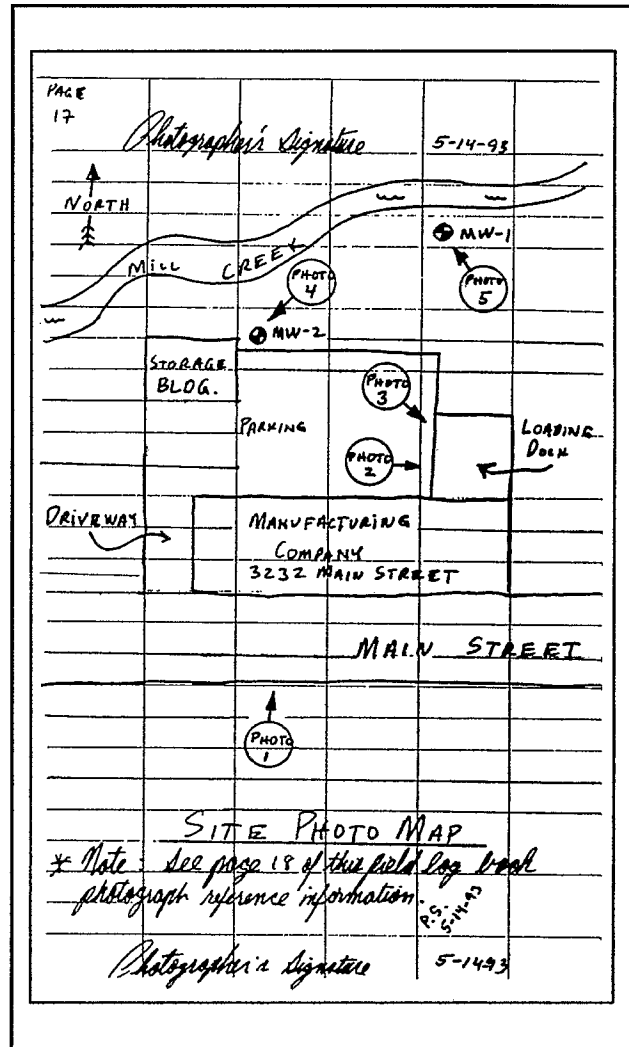 PAGE
17
Photographer's Signature 5-14-93
NORTH
MILL CREEK
MW-1
PHOTO
4
PHOTO
5
MW-2
STORAGE
BLDG.
PHOTO
3
PARKING
LOADING
DOCK
PHOTO
2
DRIVEWAY
MANUFACTURING
COMPANY
3232 MAIN STREET
MAIN STREET
PHOTO
1
SITE PHOTO MAP
* Note: See page 18 of this field log book
photograph reference information.
P.S.
5-14-93
Photographer's Signature 5-1493